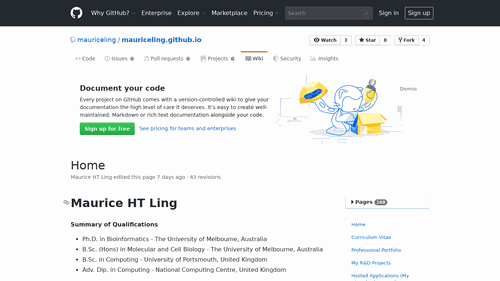 Why GitHub? Enterprise Explore Marketplace Pricing Search Sign in Sign up
mauriceling / mauriceling.github.io Watch 3 Star 8 Fork 4
Code Issues 0 Pull requests 0 Projects 0 Wiki Security Insights
Document your code
Dismiss
Every project on GitHub comes with a version-controlled wiki to give your
documentation the high level of care it deserves. It's easy to create well-
maintained, Markdown or rich text documentation alongside your code.
Sign up for free See pricing for teams and enterprises
Home
Maurice HT Ling edited this page 7 days ago · 43 revisions
Maurice HT Ling
Summary of Qualifications
Ph.D. in Bioinformatics - The University of Melbourne, Australia
B.Sc. (Hons) in Molecular and Cell Biology - The University of Melbourne, Australia
B.Sc. in Computing - University of Portsmouth, United Kingdom
Adv. Dip. in Computing - National Computing Centre, United Kingdom
Pages
Home
Curriculum Vitae
Professional Portfolio
My R&D Projects
Hosted Applications (My